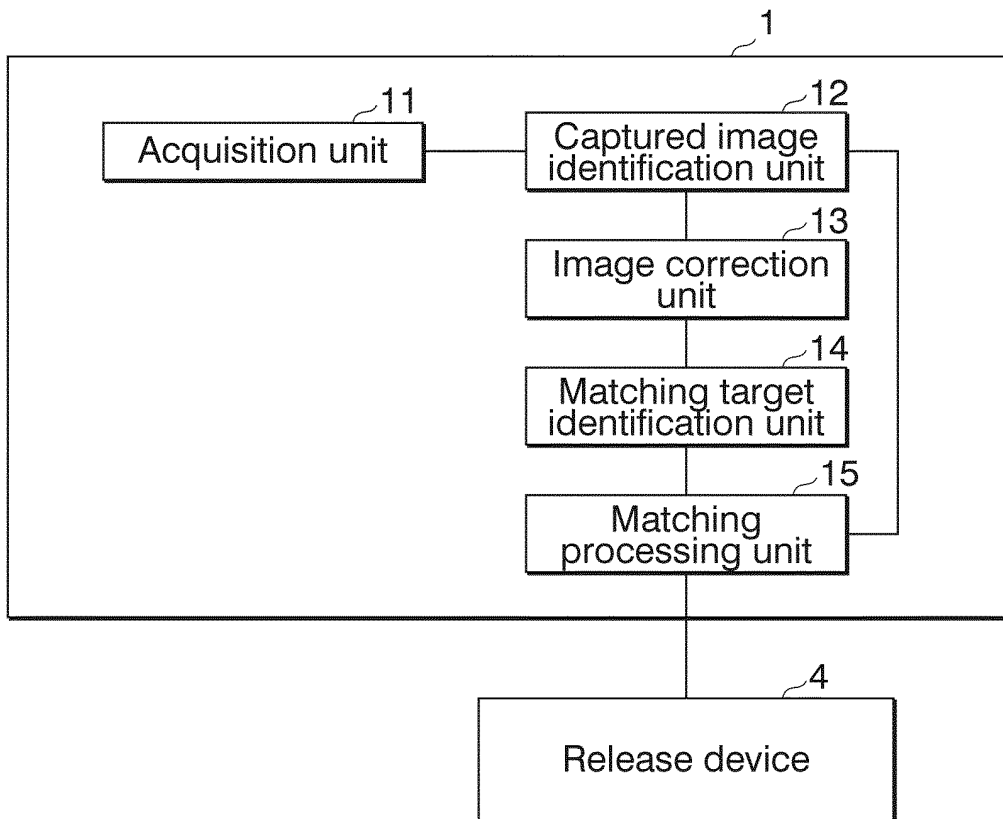 1
11
Acquisition unit
12
Captured image
identification unit
13
Image correction
unit
14
Matching target
identification unit
15
Matching
processing unit
4
Release device